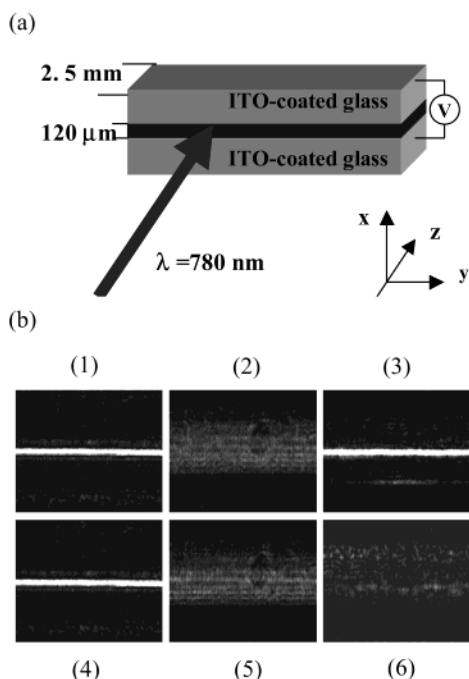 (a)
2. 5 mm
ITO-coated glass
V
120 μm
ITO-coated glass
λ =780 nm
x
z
y
(b)
(1) (2) (3)
(4) (5) (6)